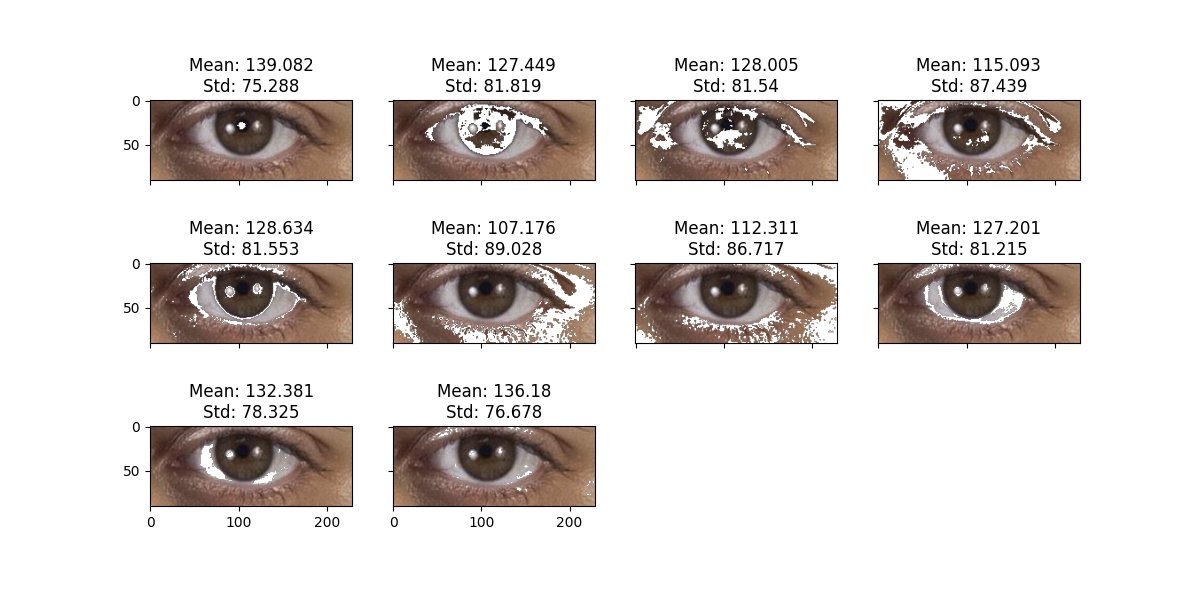 Mean: 139.082
Std: 75.288
Mean: 127.449
Std: 81.819
Mean: 128.005
Std: 81.54
Mean: 115.093
Std: 87.439
0
50
Mean: 128.634
Std: 81.553
Mean: 107.176
Std: 89.028
Mean: 112.311
Std: 86.717
Mean: 127.201
Std: 81.215
0
50
Mean: 132.381
Std: 78.325
Mean: 136.18
Std: 76.678
0
50
0 100 200
0 100 200